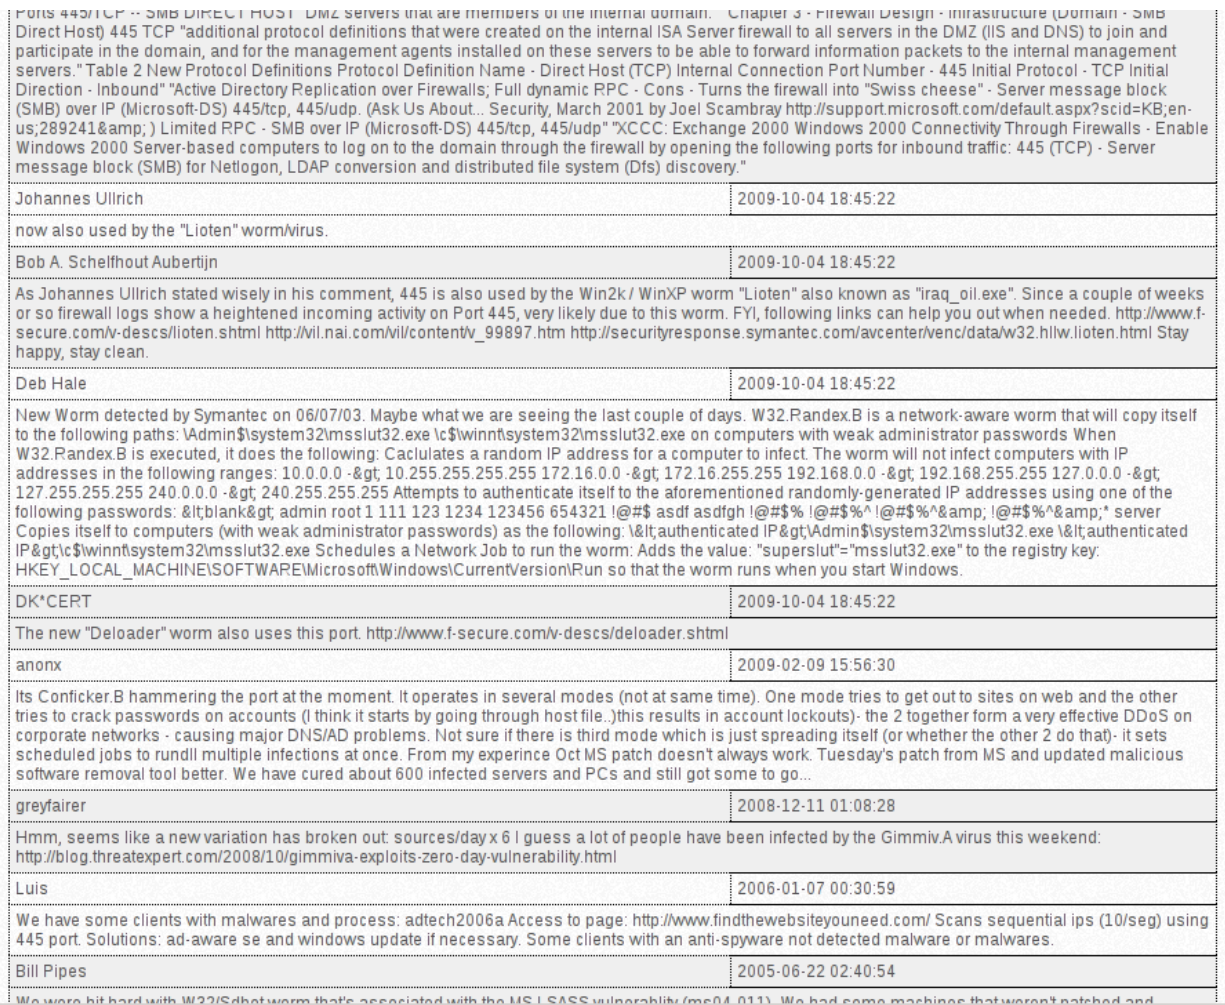 Ports 445/TCP -- SMB DIRECT HOST "DMZ servers that are members of the internal domain." "Chapter 3 - Firewall Design - Infrastructure (Domain - SMB
Direct Host) 445 TCP "additional protocol definitions that were created on the internal ISA Server firewall to all servers in the DMZ (IIS and DNS) to join and
participate in the domain, and for the management agents installed on these servers to be able to forward information packets to the internal management
servers." Table 2 New Protocol Definitions Protocol Definition Name - Direct Host (TCP) Internal Connection Port Number - 445 Initial Protocol - TCP Initial
Direction - Inbound" "Active Directory Replication over Firewalls; Full dynamic RPC - Cons - Turns the firewall into "Swiss cheese" - Server message block
(SMB) over IP (Microsoft-DS) 445/tcp, 445/udp. (Ask Us About... Security, March 2001 by Joel Scambray http://support.microsoft.com/default.aspx?scid=KB;en-
us;289241&amp; ) Limited RPC - SMB over IP (Microsoft-DS) 445/tcp, 445/udp" "XCCC: Exchange 2000 Windows 2000 Connectivity Through Firewalls - Enable
Windows 2000 Server-based computers to log on to the domain through the firewall by opening the following ports for inbound traffic: 445 (TCP) - Server
message block (SMB) for Netlogon, LDAP conversion and distributed file system (Dfs) discovery."
Johannes Ullrich 2009-10-04 18:45:22
now also used by the "Lioten" worm/virus.
Bob A. Schelfhout Aubertijn 2009-10-04 18:45:22
As Johannes Ullrich stated wisely in his comment, 445 is also used by the Win2k / WinXP worm "Lioten" also known as "iraq_oil.exe". Since a couple of weeks
or so firewall logs show a heightened incoming activity on Port 445, very likely due to this worm. FYI, following links can help you out when needed. http://www.f-
secure.com/v-descs/lioten.shtml http://vil.nai.com/vil/content/v_99897.htm http://securityresponse.symantec.com/avcenter/venc/data/w32.hllw.lioten.html Stay
happy, stay clean.
Deb Hale 2009-10-04 18:45:22
New Worm detected by Symantec on 06/07/03. Maybe what we are seeing the last couple of days. W32.Randex.B is a network-aware worm that will copy itself
to the following paths: \Admin$\system32\msslut32.exe \c$\winnt\system32\msslut32.exe on computers with weak administrator passwords When
W32.Randex.B is executed, it does the following: Caclulates a random IP address for a computer to infect. The worm will not infect computers with IP
addresses in the following ranges: 10.0.0.0 -&gt; 10.255.255.255.255 172.16.0.0 -&gt; 172.16.255.255 192.168.0.0 -&gt; 192.168.255.255 127.0.0.0 -&gt;
127.255.255.255 240.0.0.0 -&gt; 240.255.255.255 Attempts to authenticate itself to the aforementioned randomly-generated IP addresses using one of the
following passwords: &lt;blank&gt; admin root 1 111 123 1234 123456 654321 !@#$ asdf asdfgh !@#$% !@#$%^ !@#$%^&amp; !@#$%^&amp;* server
Copies itself to computers (with weak administrator passwords) as the following: \&lt;authenticated IP&gt;\Admin$\system32\msslut32.exe \&lt;authenticated
IP&gt;\c$\winnt\system32\msslut32.exe Schedules a Network Job to run the worm: Adds the value: "superslut"="msslut32.exe" to the registry key:
HKEY_LOCAL_MACHINE\SOFTWARE\Microsoft\Windows\CurrentVersion\Run so that the worm runs when you start Windows.
DK*CERT 2009-10-04 18:45:22
The new "Deloader" worm also uses this port. http://www.f-secure.com/v-descs/deloader.shtml
anonx 2009-02-09 15:56:30
Its Conficker.B hammering the port at the moment. It operates in several modes (not at same time). One mode tries to get out to sites on web and the other
tries to crack passwords on accounts (I think it starts by going through host file..)this results in account lockouts)- the 2 together form a very effective DDoS on
corporate networks - causing major DNS/AD problems. Not sure if there is third mode which is just spreading itself (or whether the other 2 do that)- it sets
scheduled jobs to rundll multiple infections at once. From my experince Oct MS patch doesn't always work. Tuesday's patch from MS and updated malicious
software removal tool better. We have cured about 600 infected servers and PCs and still got some to go...
greyfairer 2008-12-11 01:08:28
Hmm, seems like a new variation has broken out: sources/day x 6 I guess a lot of people have been infected by the Gimmiv.A virus this weekend:
http://blog.threatexpert.com/2008/10/gimmiva-exploits-zero-day-vulnerability.html
Luis 2006-01-07 00:30:59
We have some clients with malwares and process: adtech2006a Access to page: http://www.findthewebsiteyouneed.com/ Scans sequential ips (10/seg) using
445 port. Solutions: ad-aware se and windows update if necessary. Some clients with an anti-spyware not detected malware or malwares.
Bill Pipes 2005-06-22 02:40:54
We were hit hard with W32/Sdbot worm that's associated with the MS LSASS vulnerablity (ms04-011). We had some machines that weren't patched and